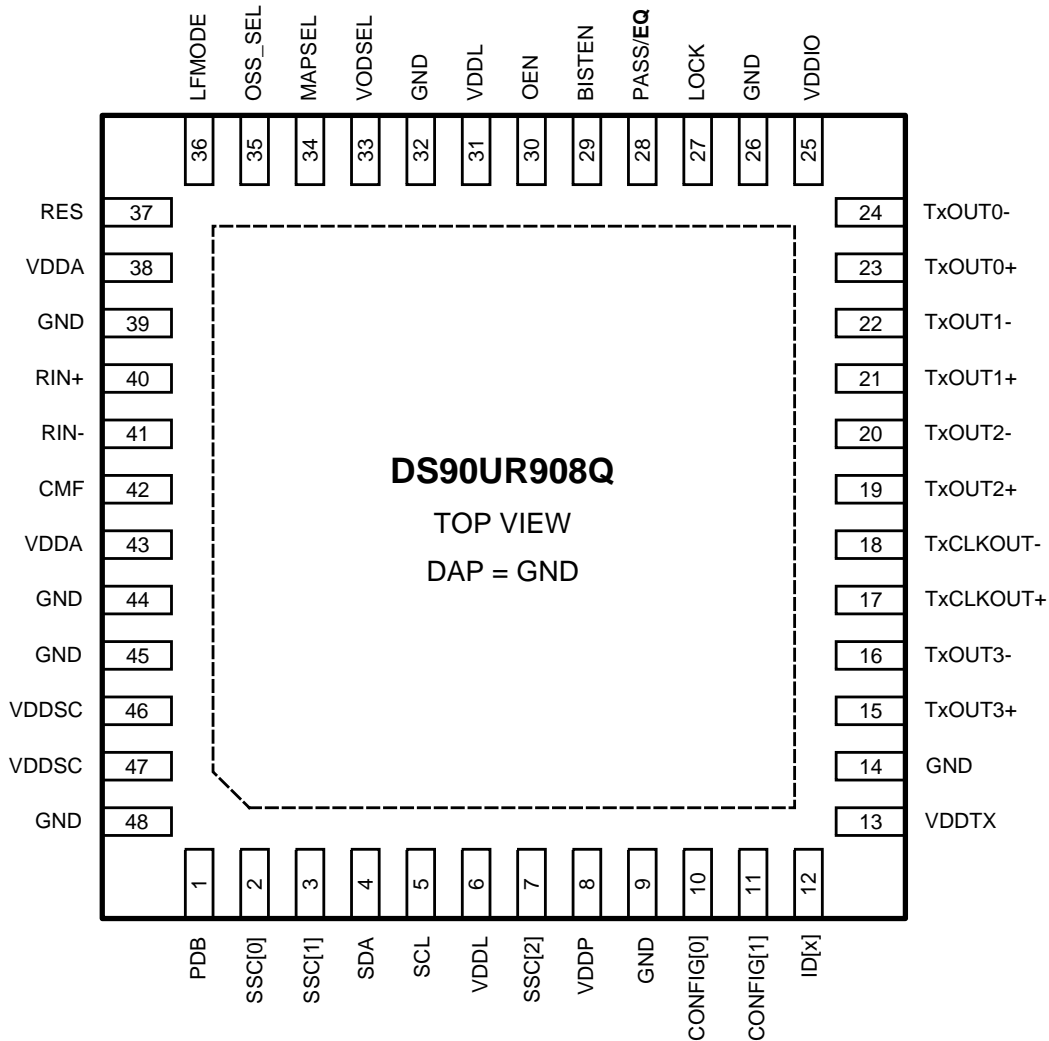 LFMODE
OSS_SEL
MAPSEL
VODSEL
GND
VDDL
OEN
BISTEN
PASS/EQ
LOCK
GND
VDDIO
36
35
34
33
32
31
30
29
28
27
26
25
RES 37
VDDA 38
GND 39
RIN+ 40
RIN- 41
CMF 42
VDDA 43
GND 44
GND 45
VDDSC 46
VDDSC 47
GND 48
DS90UR908Q
TOP VIEW
DAP = GND
24 TxOUT0-
23 TxOUT0+
22 TxOUT1-
21 TxOUT1+
20 TxOUT2-
19 TxOUT2+
18 TxCLKOUT-
17 TxCLKOUT+
16 TxOUT3-
15 TxOUT3+
14 GND
13 VDDTX
1
2
3
4
5
6
7
8
9
10
11
12
PDB
SSC[0]
SSC[1]
SDA
SCL
VDDL
SSC[2]
VDDP
GND
CONFIG[0]
CONFIG[1]
ID[x]